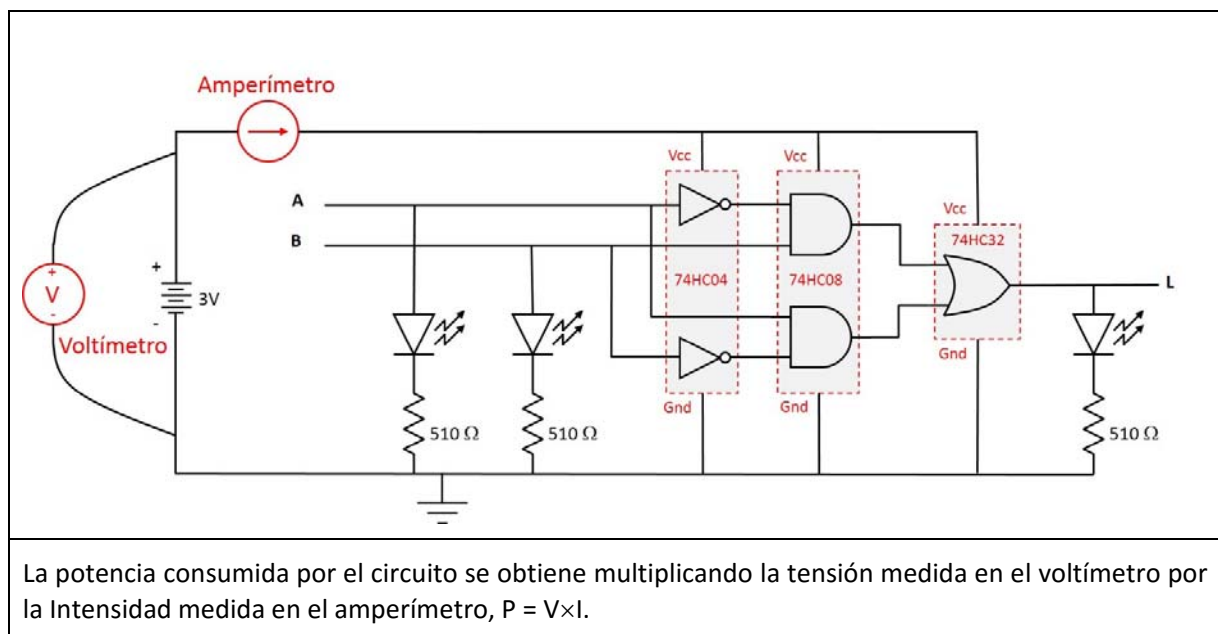 Amperímetro
Vcc
Vcc
A
Vcc
B
74HC32
+
74HC04
74HC08
+
V
3V
L
-
-
Voltímetro
Gnd
Gnd
Gnd
510 Ω
510 Ω
510 Ω
La potencia consumida por el circuito se obtiene multiplicando la tensión medida en el voltímetro por
la Intensidad medida en el amperímetro, P = V×I.